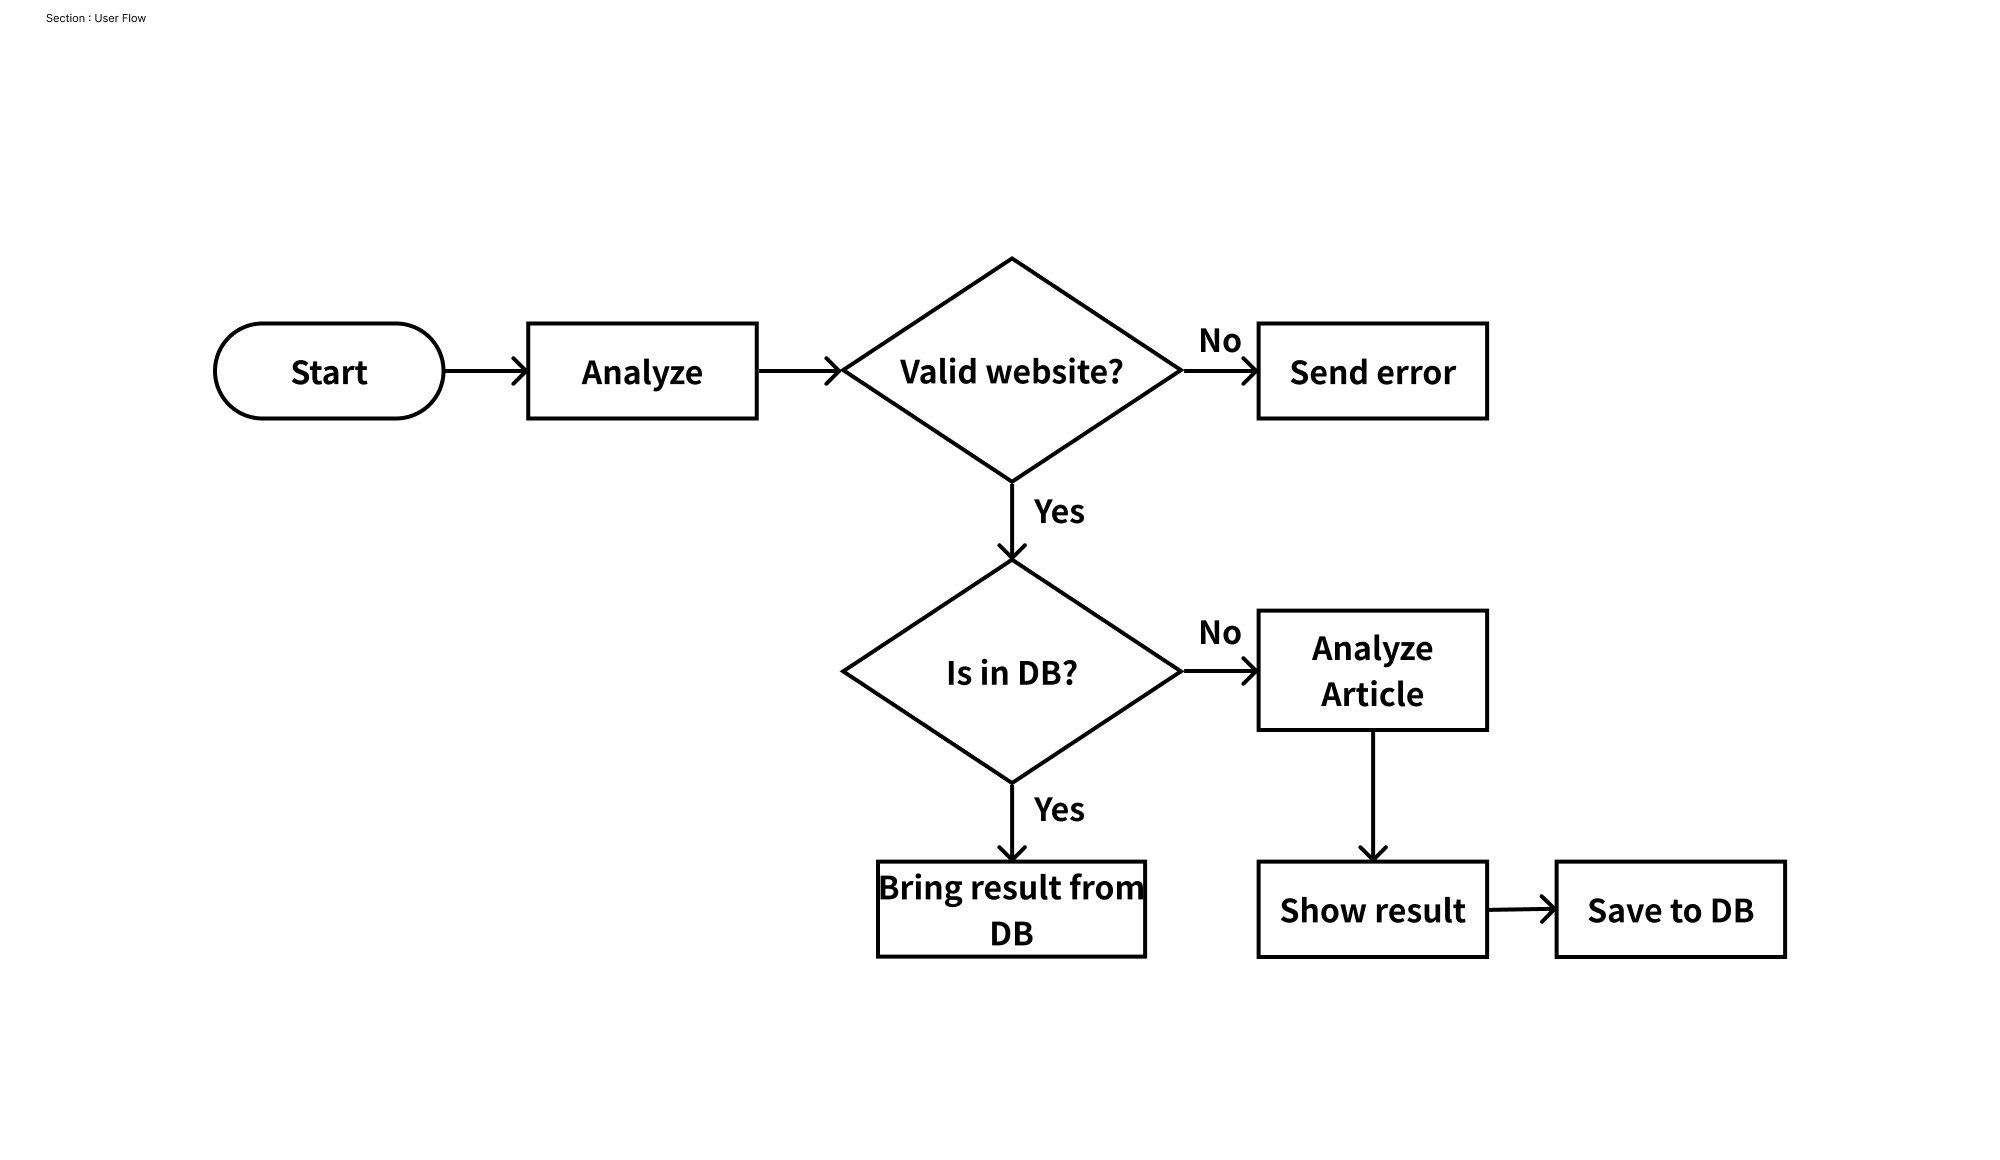 Section : User Flow
Start
Analyze
Valid website?
No
Send error
Yes
Is in DB?
No
Analyze
Article
Yes
Bring result from
DB
Show result
Save to DB